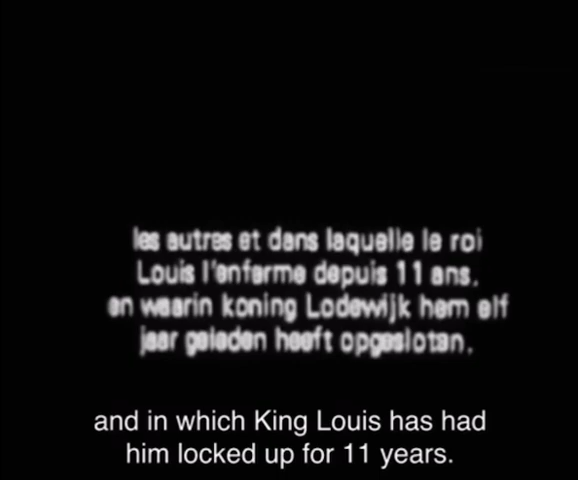 les autres et dans laquelle le roi
Louis l'enferme depuis 11 ans.
en waarin koning Lodewijk hem elf
jaar geleden heeft opgesloten.
and in which King Louis has had
him locked up for 11 years.